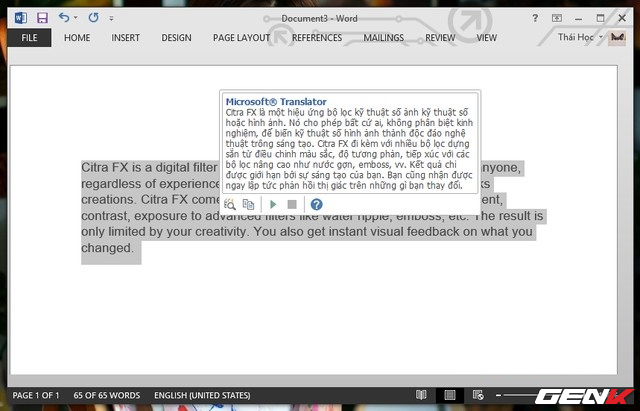 Document3 - Word
FILE HOME INSERT DESIGN PAGE LAYOUT REFERENCES MAILINGS REVIEW VIEW Thái Học
Microsoft® Translator
Citra FX là một hiệu ứng bộ lọc kỹ thuật số ảnh kỹ thuật số
hoặc hình ảnh. Nó cho phép bất cứ ai, không phân biệt kinh
nghiệm, để biến kỹ thuật số hình ảnh thành độc đáo nghệ
thuật trông sáng tạo. Citra FX đi kèm với nhiều bộ lọc dựng
sẵn từ điều chỉnh màu sắc, độ tương phản, tiếp xúc với các
bộ lọc nâng cao như nước gợn, emboss, vv. Kết quả chỉ
được giới hạn bởi sự sáng tạo của bạn. Bạn cũng nhận được
ngay lập tức phản hồi thị giác trên những gì bạn thay đổi.
Citra FX is a digital filter
regardless of experience
creations. Citra FX come
contrast, exposure to advanced filters like water ripple, emboss, etc. The result is
only limited by your creativity. You also get instant visual feedback on what you
changed.
PAGE 1 OF 1 65 OF 65 WORDS ENGLISH (UNITED STATES)
GENK